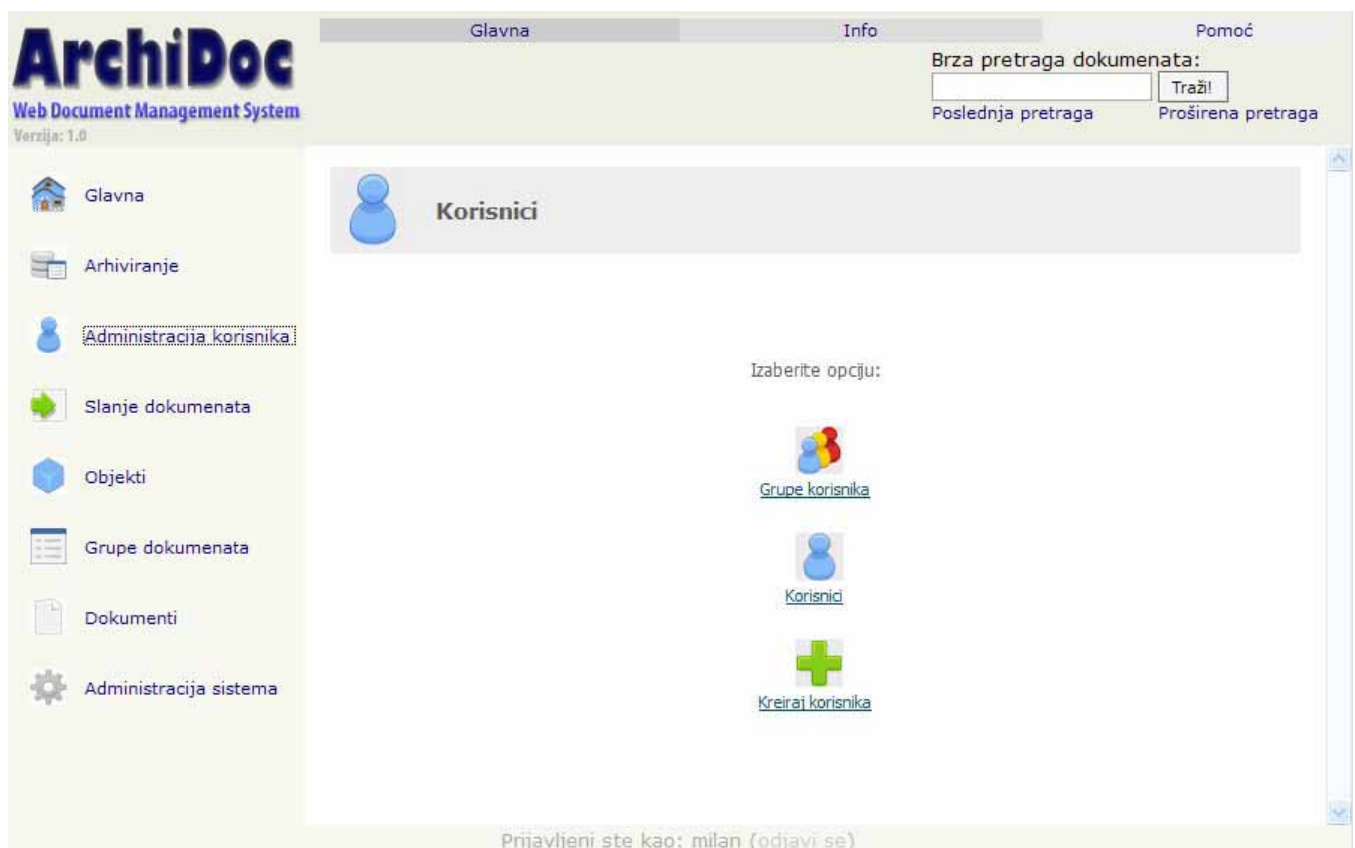 ArchiDoc
Web Document Management System
Verzija: 1.0
Glavna Info Pomoć
Brza pretraga dokumenata:
Traži!
Poslednja pretraga Proširena pretraga
Glavna
Arhiviranje
Administracija korisnika
Slanje dokumenata
Objekti
Grupe dokumenata
Dokumenti
Administracija sistema
Korisnici
Izaberite opciju:
Grupe korisnika
Korisnici
Kreiraj korisnika
Prijavljeni ste kao: milan (odjavi se)